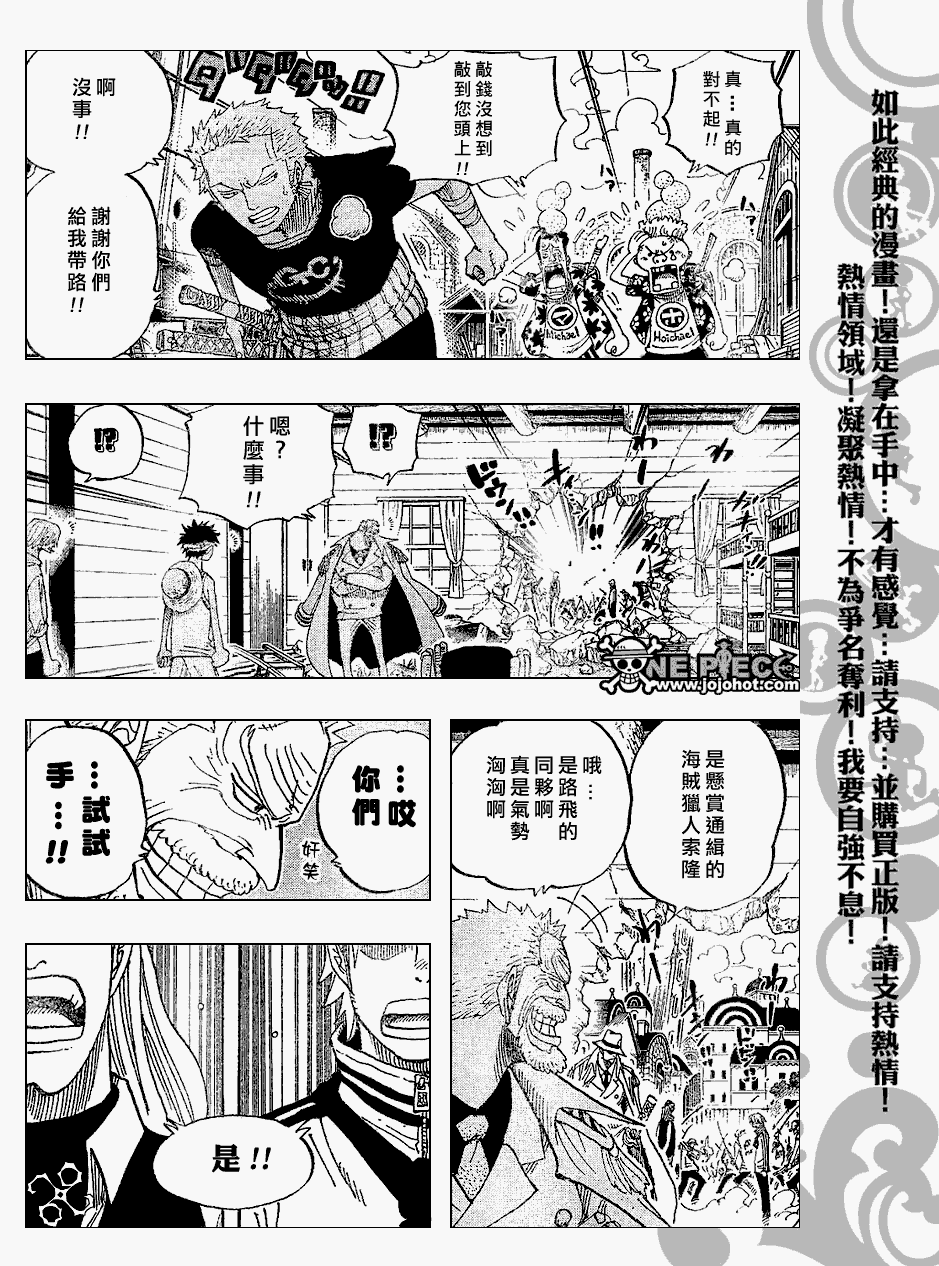 真…真的
對不起!!
敲錢沒想到
敲到您頭上!!
啊
沒事!!
謝謝你們
給我帶路!!
Michael
Hoichael
!?
嗯?
什麼事!!
!?
ドゥン!!
ONE PIECE
www.jojohot.com
是懸賞通緝的
海賊獵人索隆
哦…
是路飛的
同夥啊
真是氣勢
洶洶啊
…哎
你們
奸笑
…試試
手…!!
是!!
如此經典的漫畫!還是拿在手中…才有感覺…請支持…並購買正版!請支持熱情!
熱情領域!凝聚熱情!不為爭名奪利!我要自強不息!